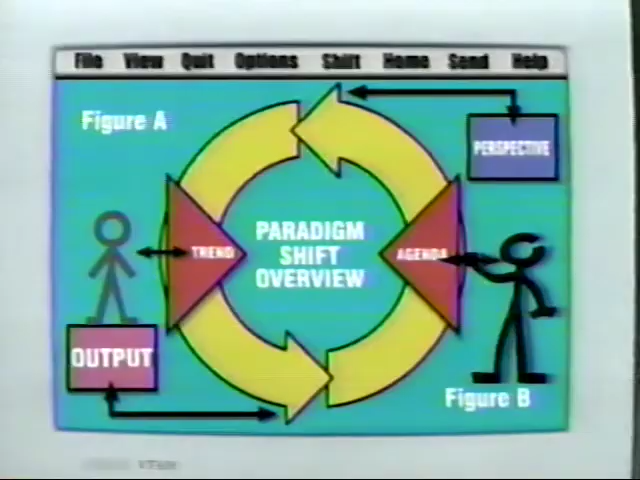 File View Quit Options Shift Home Send Help
Figure A
PERSPECTIVE
PARADIGM
SHIFT
OVERVIEW
TREND
AGENDA
OUTPUT
Figure B